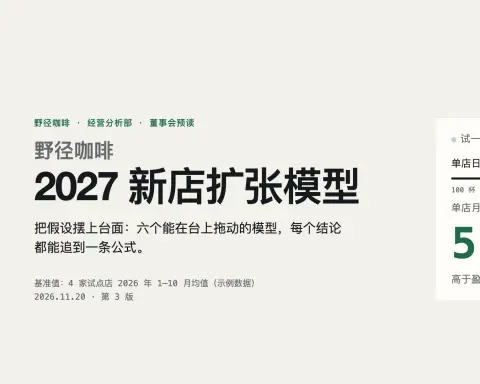 野径咖啡 · 经营分析部 · 董事会预读
野径咖啡
2027 新店扩张模型
把假设摆上台面：六个能在台上拖动的模型，每个结论
都能追到一条公式。
基准值：4 家试点店 2026 年 1–10 月均值（示例数据）
2026.11.20 · 第 3 版
试一
单店日
100 杯
单店月
5
高于盈